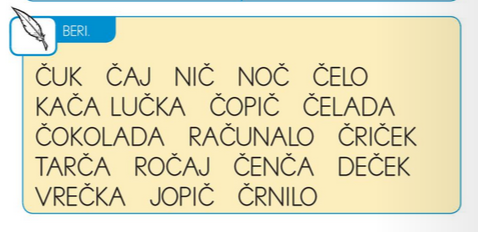 BERI.
ČUK ČAJ NIČ NOČ ČELO
KAČA LUČKA ČOPIČ ČELADA
ČOKOLADA RAČUNALO ČRIČEK
TARČA ROČAJ ČENČA DEČEK
VREČKA JOPIČ ČRNILO